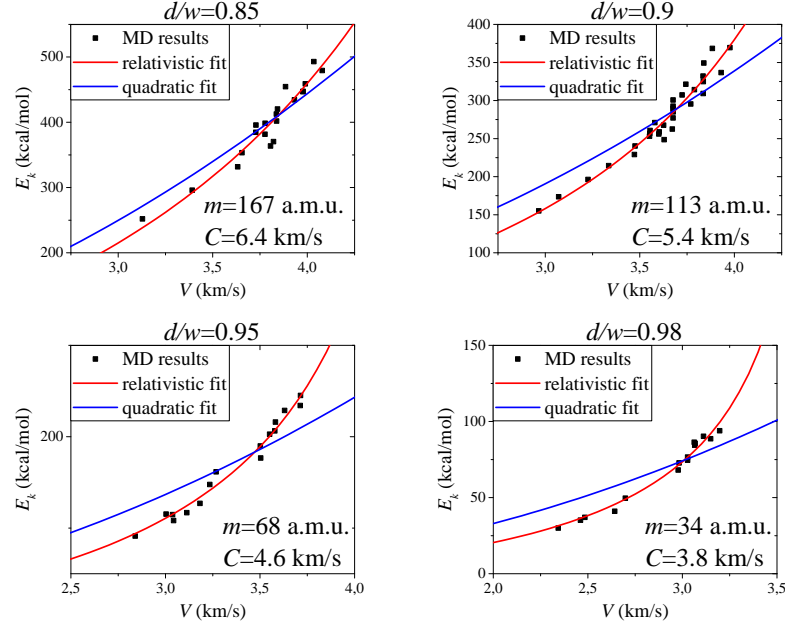 d/w=0.85
500
400
300
200
E_k (kcal/mol)
MD results
relativistic fit
quadratic fit
m=167 a.m.u.
C=6.4 km/s
3,0 3,5 4,0
V (km/s)
d/w=0.9
400
350
300
250
200
150
100
E_k (kcal/mol)
MD results
relativistic fit
quadratic fit
m=113 a.m.u.
C=5.4 km/s
3,0 3,5 4,0
V (km/s)
d/w=0.95
200
E_k (kcal/mol)
MD results
relativistic fit
quadratic fit
m=68 a.m.u.
C=4.6 km/s
2,5 3,0 3,5 4,0
V (km/s)
d/w=0.98
150
100
50
0
E_k (kcal/mol)
MD results
relativistic fit
quadratic fit
m=34 a.m.u.
C=3.8 km/s
2,0 2,5 3,0 3,5
V (km/s)